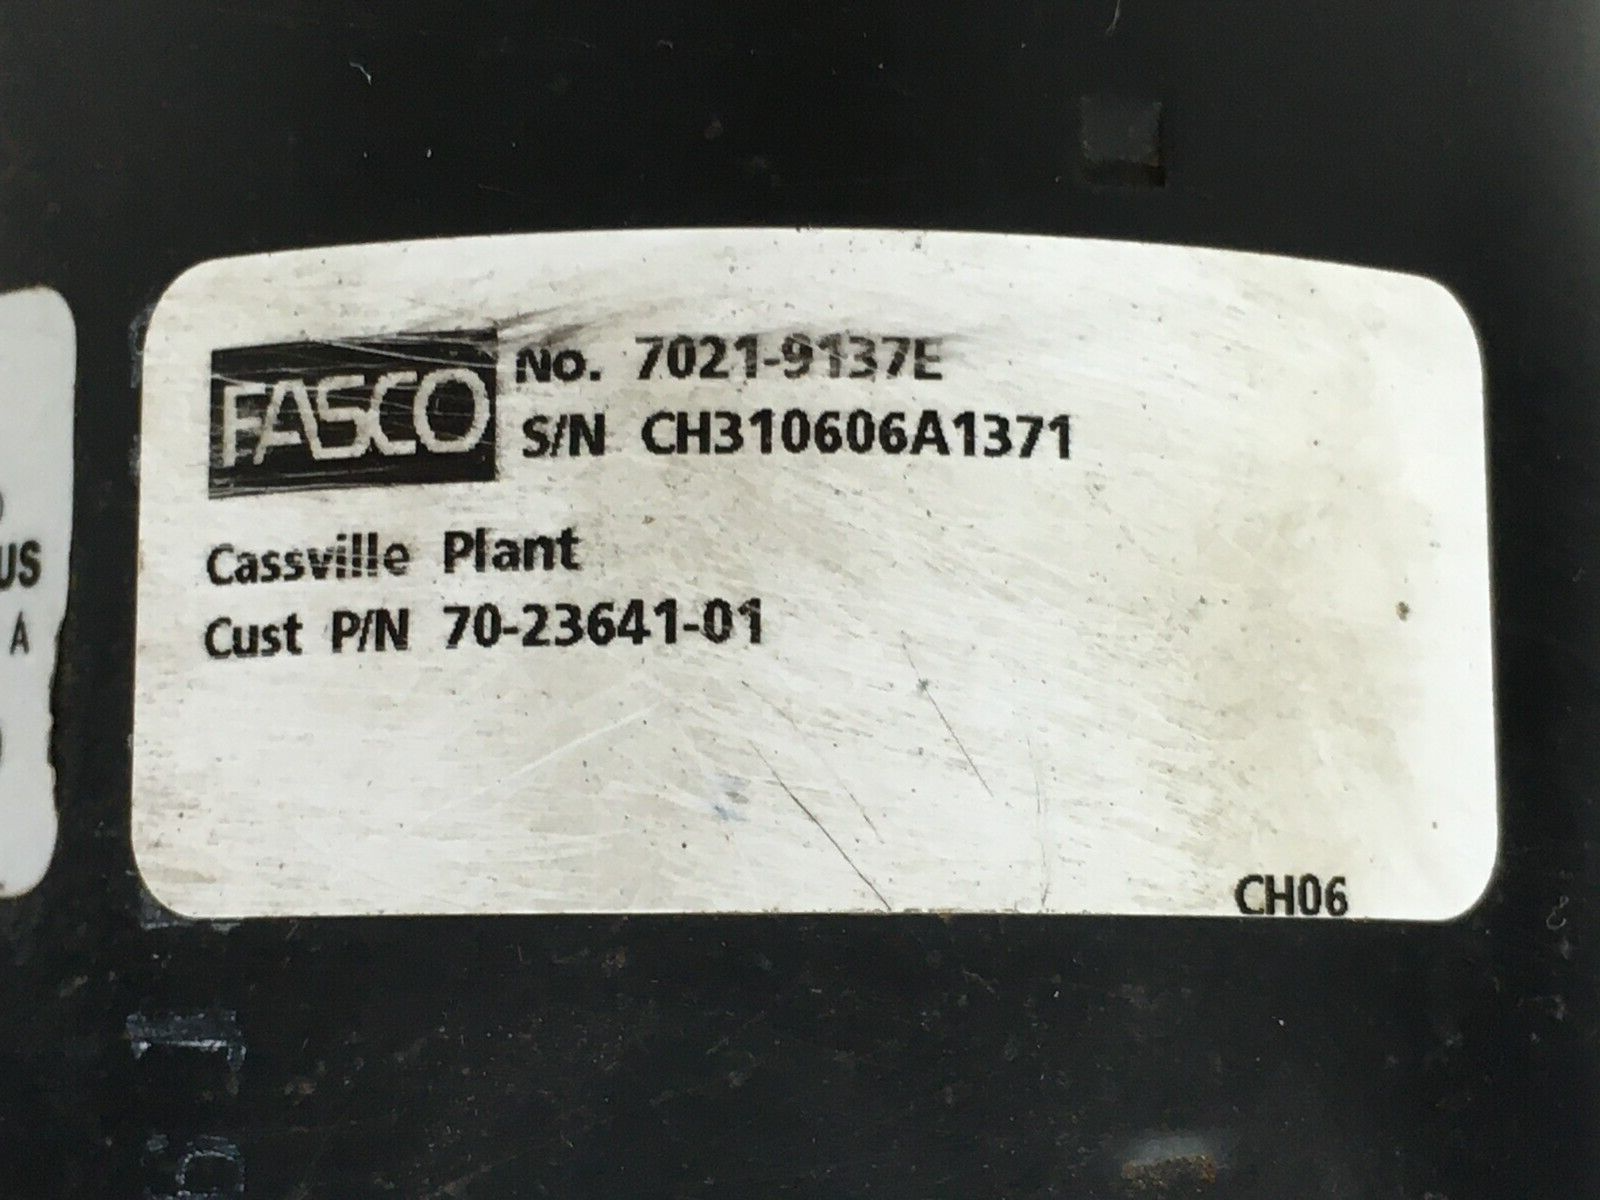 FASCO
No. 7021-9137E
S/N CH310606A1371
Cassville Plant
Cust P/N 70-23641-01
CH06
US
A